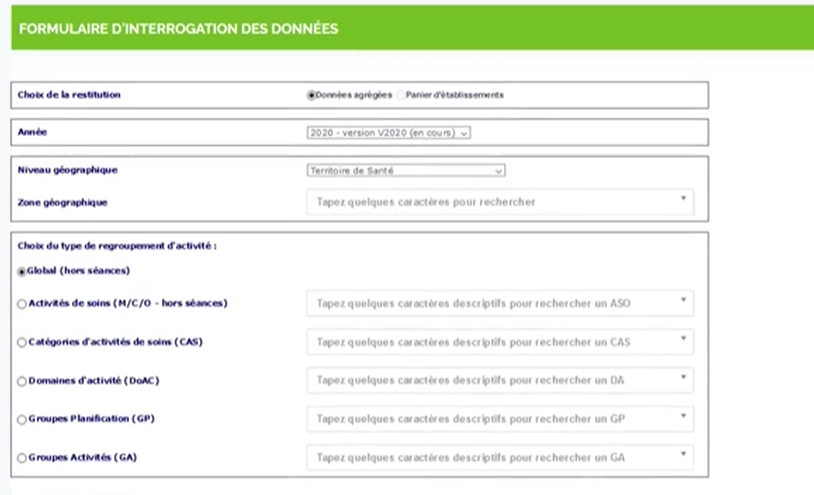 FORMULAIRE D'INTERROGATION DES DONNÉES
Choix de la restitution Données agrégées Panier d'établissements
Année 2020 - version V2020 (en cours)
Niveau géographique Territoire de Santé
Zone géographique Tapez quelques caractères pour rechercher
Choix du type de regroupement d'activité :
Global (hors séances)
Activités de soins (M/C/O - hors séances) Tapez quelques caractères descriptifs pour rechercher un ASO
Catégories d'activités de soins (CAS) Tapez quelques caractères descriptifs pour rechercher un CAS
Domaines d'activité (DoAC) Tapez quelques caractères descriptifs pour rechercher un DA
Groupes Planification (GP) Tapez quelques caractères descriptifs pour rechercher un GP
Groupes Activités (GA) Tapez quelques caractères descriptifs pour rechercher un GA